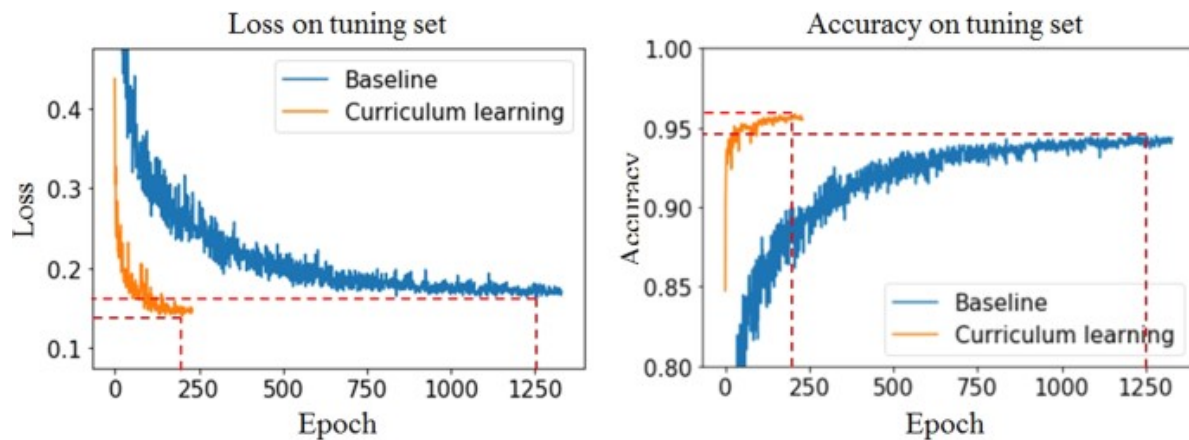 Loss on tuning set
0.4
0.3
0.2
0.1
Loss
Baseline
Curriculum learning
0 250 500 750 1000 1250
Epoch
Accuracy on tuning set
1.00
0.95
0.90
0.85
0.80
Accuracy
Baseline
Curriculum learning
0 250 500 750 1000 1250
Epoch